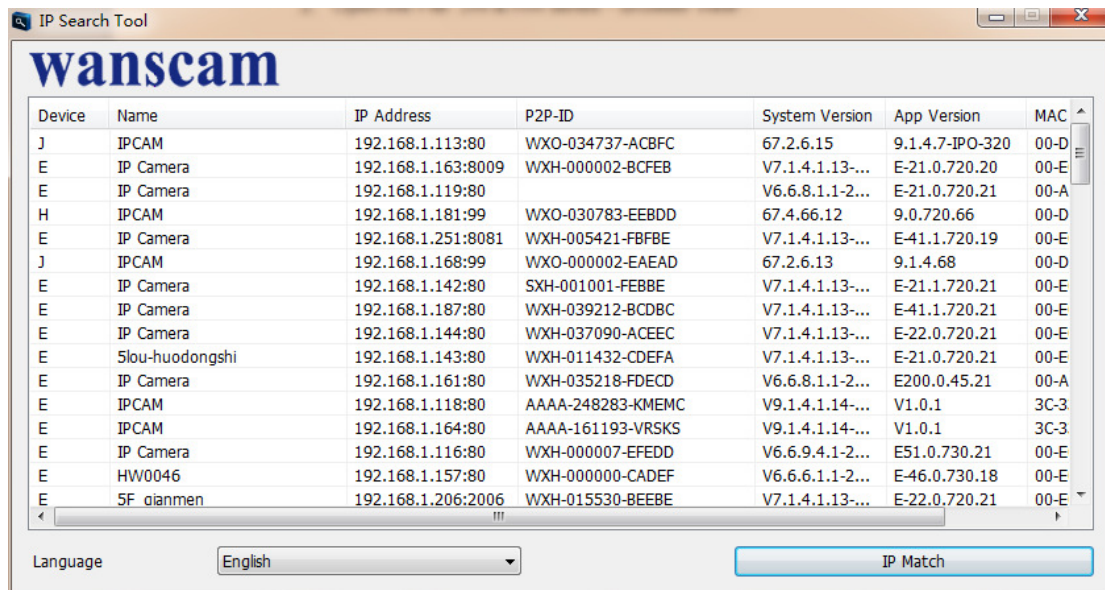 IP Search Tool
wanscam
Device Name IP Address P2P-ID System Version App Version MAC
J IPCAM 192.168.1.113:80 WXO-034737-ACBFC 67.2.6.15 9.1.4.7-IPO-320 00-D
E IP Camera 192.168.1.163:8009 WXH-000002-BCFEB V7.1.4.1.13-... E-21.0.720.20 00-E
E IP Camera 192.168.1.119:80 V6.6.8.1.1-2... E-21.0.720.21 00-A
H IPCAM 192.168.1.181:99 WXO-030783-EEBDD 67.4.66.12 9.0.720.66 00-D
E IP Camera 192.168.1.251:8081 WXH-005421-FBFBE V7.1.4.1.13-... E-41.1.720.19 00-E
J IPCAM 192.168.1.168:99 WXO-000002-EAEAD 67.2.6.13 9.1.4.68 00-D
E IP Camera 192.168.1.142:80 SXH-001001-FEBBE V7.1.4.1.13-... E-21.1.720.21 00-E
E IP Camera 192.168.1.187:80 WXH-039212-BCDBC V7.1.4.1.13-... E-41.1.720.21 00-E
E IP Camera 192.168.1.144:80 WXH-037090-ACEEC V7.1.4.1.13-... E-22.0.720.21 00-E
E 5lou-huodongshi 192.168.1.143:80 WXH-011432-CDEFA V7.1.4.1.13-... E-21.0.720.21 00-E
E IP Camera 192.168.1.161:80 WXH-035218-FDECD V6.6.8.1.1-2... E200.0.45.21 00-A
E IPCAM 192.168.1.118:80 AAAA-248283-KMEMC V9.1.4.1.14-... V1.0.1 3C-3
E IPCAM 192.168.1.164:80 AAAA-161193-VRSKS V9.1.4.1.14-... V1.0.1 3C-3
E IP Camera 192.168.1.116:80 WXH-000007-EFEDD V6.6.9.4.1-2... E51.0.730.21 00-E
E HW0046 192.168.1.157:80 WXH-000000-CADEF V6.6.6.1.1-2... E-46.0.730.18 00-E
E 5F_qianmen 192.168.1.206:2006 WXH-015530-BEEBE V7.1.4.1.13-... E-22.0.720.21 00-E
Language English IP Match